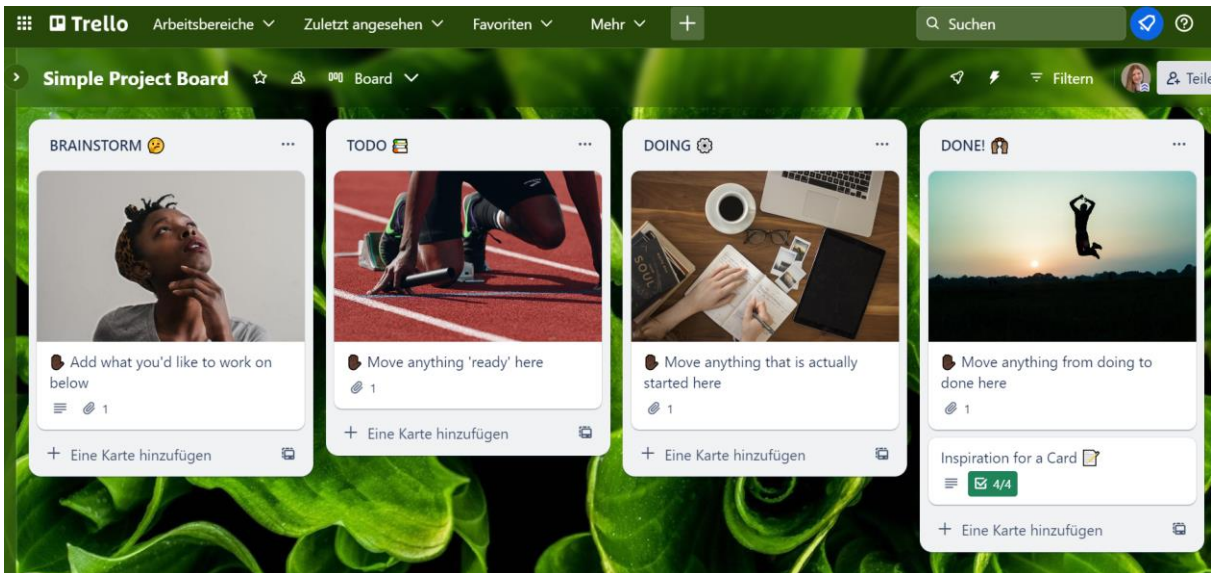 Trello Arbeitsbereiche Zuletzt angesehen Favoriten Mehr + Suchen
Simple Project Board Board Filtern Teile
BRAINSTORM 🤔 ...
Add what you'd like to work on
below
1
+ Eine Karte hinzufügen
TODO 📚 ...
Move anything 'ready' here
1
+ Eine Karte hinzufügen
DOING ⚙️ ...
SOUL
Move anything that is actually
started here
1
+ Eine Karte hinzufügen
DONE! 🙌🏽 ...
Move anything from doing to
done here
1
Inspiration for a Card 📝
4/4
+ Eine Karte hinzufügen